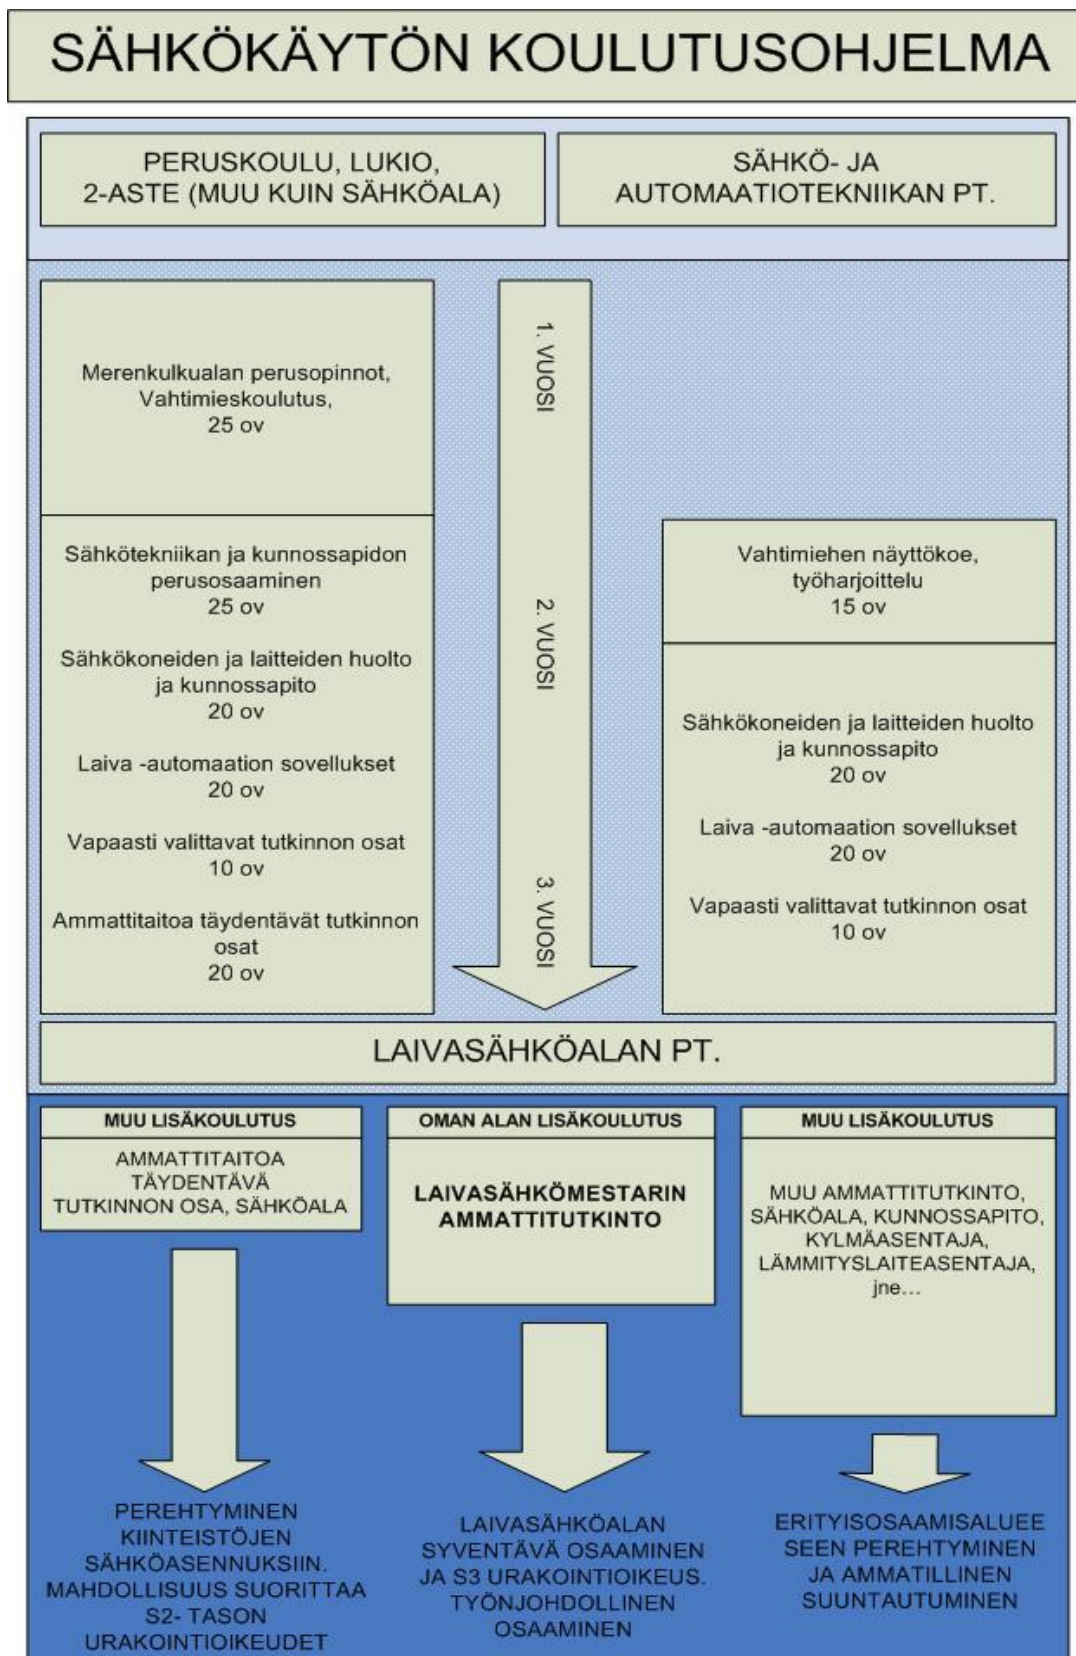 SÄHKÖKÄYTÖN KOULUTUSOHJELMA
PERUSKOULU, LUKIO,
2-ASTE (MUU KUIN SÄHKÖALA)
SÄHKÖ- JA
AUTOMAATIOTEKNIIKAN PT.
Merenkulkualan perusopinnot,
Vahtimieskoulutus,
25 ov
Sähkötekniikan ja kunnossapidon
perusosaaminen
25 ov
Sähkökoneiden ja laitteiden huolto
ja kunnossapito
20 ov
Laiva -automaation sovellukset
20 ov
Vapaasti valittavat tutkinnon osat
10 ov
Ammattitaitoa täydentävät tutkinnon
osat
20 ov
1. VUOSI
2. VUOSI
3. VUOSI
Vahtimiehen näyttökoe,
työharjoittelu
15 ov
Sähkökoneiden ja laitteiden huolto
ja kunnossapito
20 ov
Laiva -automaation sovellukset
20 ov
Vapaasti valittavat tutkinnon osat
10 ov
LAIVASÄHKÖALAN PT.
MUU LISÄKOULUTUS
AMMATTITAITOA
TÄYDENTÄVÄ
TUTKINNON OSA, SÄHKÖALA
PEREHTYMINEN
KIINTEISTÖJEN
SÄHKÖASENNUKSIIN.
MAHDOLLISUUS SUORITTAA
S2- TASON
URAKOINTIOIKEUDET
OMAN ALAN LISÄKOULUTUS
LAIVASÄHKÖMESTARIN
AMMATTITUTKINTO
LAIVASÄHKÖALAN
SYVENTÄVÄ OSAAMINEN
JA S3 URAKOINTIOIKEUS.
TYÖNJOHDOLLINEN
OSAAMINEN
MUU LISÄKOULUTUS
MUU AMMATTITUTKINTO,
SÄHKÖALA, KUNNOSSAPITO,
KYLMÄASENTAJA,
LÄMMITYSLAITEASENTAJA,
jne…
ERITYISOSAAMISALUEE
SEEN PEREHTYMINEN
JA AMMATILLINEN
SUUNTAUTUMINEN